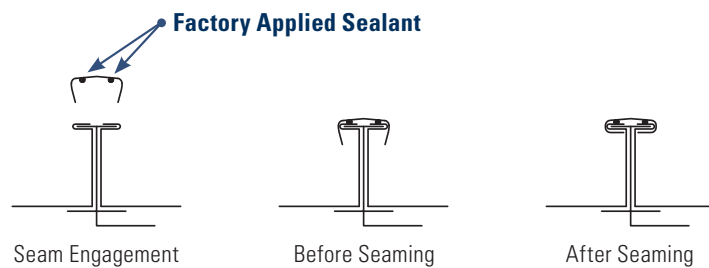 Factory Applied Sealant
Seam Engagement
Before Seaming
After Seaming